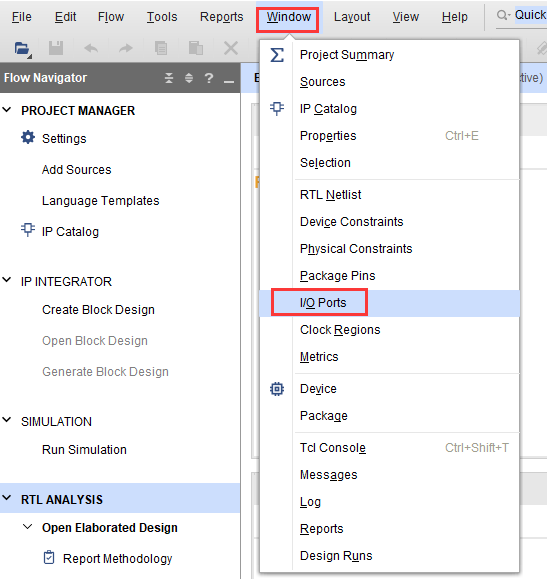 File Edit Flow Tools Reports Window Layout View Help Quick
Flow Navigator
PROJECT MANAGER
Settings
Add Sources
Language Templates
IP Catalog
IP INTEGRATOR
Create Block Design
Open Block Design
Generate Block Design
SIMULATION
Run Simulation
RTL ANALYSIS
Open Elaborated Design
Report Methodology
Project Summary
Sources
IP Catalog
Properties Ctrl+E
Selection
RTL Netlist
Device Constraints
Physical Constraints
Package Pins
I/O Ports
Clock Regions
Metrics
Device
Package
Tcl Console Ctrl+Shift+T
Messages
Log
Reports
Design Runs